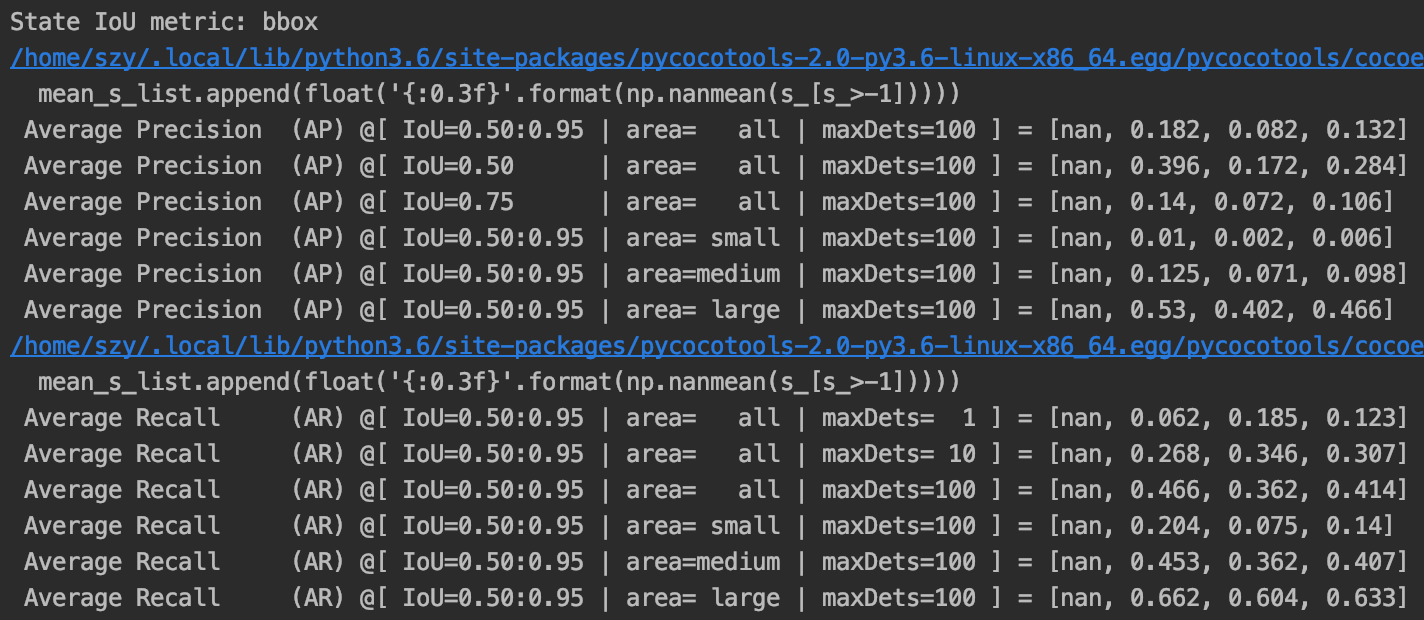 State IoU metric: bbox
/home/szy/.local/lib/python3.6/site-packages/pycocotools-2.0-py3.6-linux-x86_64.egg/pycocotools/cocoe
  mean_s_list.append(float('{:0.3f}'.format(np.nanmean(s_[s_>-1]))))
 Average Precision  (AP) @[ IoU=0.50:0.95 | area=   all | maxDets=100 ] = [nan, 0.182, 0.082, 0.132]
 Average Precision  (AP) @[ IoU=0.50      | area=   all | maxDets=100 ] = [nan, 0.396, 0.172, 0.284]
 Average Precision  (AP) @[ IoU=0.75      | area=   all | maxDets=100 ] = [nan, 0.14, 0.072, 0.106]
 Average Precision  (AP) @[ IoU=0.50:0.95 | area= small | maxDets=100 ] = [nan, 0.01, 0.002, 0.006]
 Average Precision  (AP) @[ IoU=0.50:0.95 | area=medium | maxDets=100 ] = [nan, 0.125, 0.071, 0.098]
 Average Precision  (AP) @[ IoU=0.50:0.95 | area= large | maxDets=100 ] = [nan, 0.53, 0.402, 0.466]
/home/szy/.local/lib/python3.6/site-packages/pycocotools-2.0-py3.6-linux-x86_64.egg/pycocotools/cocoe
  mean_s_list.append(float('{:0.3f}'.format(np.nanmean(s_[s_>-1]))))
 Average Recall     (AR) @[ IoU=0.50:0.95 | area=   all | maxDets=  1 ] = [nan, 0.062, 0.185, 0.123]
 Average Recall     (AR) @[ IoU=0.50:0.95 | area=   all | maxDets= 10 ] = [nan, 0.268, 0.346, 0.307]
 Average Recall     (AR) @[ IoU=0.50:0.95 | area=   all | maxDets=100 ] = [nan, 0.466, 0.362, 0.414]
 Average Recall     (AR) @[ IoU=0.50:0.95 | area= small | maxDets=100 ] = [nan, 0.204, 0.075, 0.14]
 Average Recall     (AR) @[ IoU=0.50:0.95 | area=medium | maxDets=100 ] = [nan, 0.453, 0.362, 0.407]
 Average Recall     (AR) @[ IoU=0.50:0.95 | area= large | maxDets=100 ] = [nan, 0.662, 0.604, 0.633]